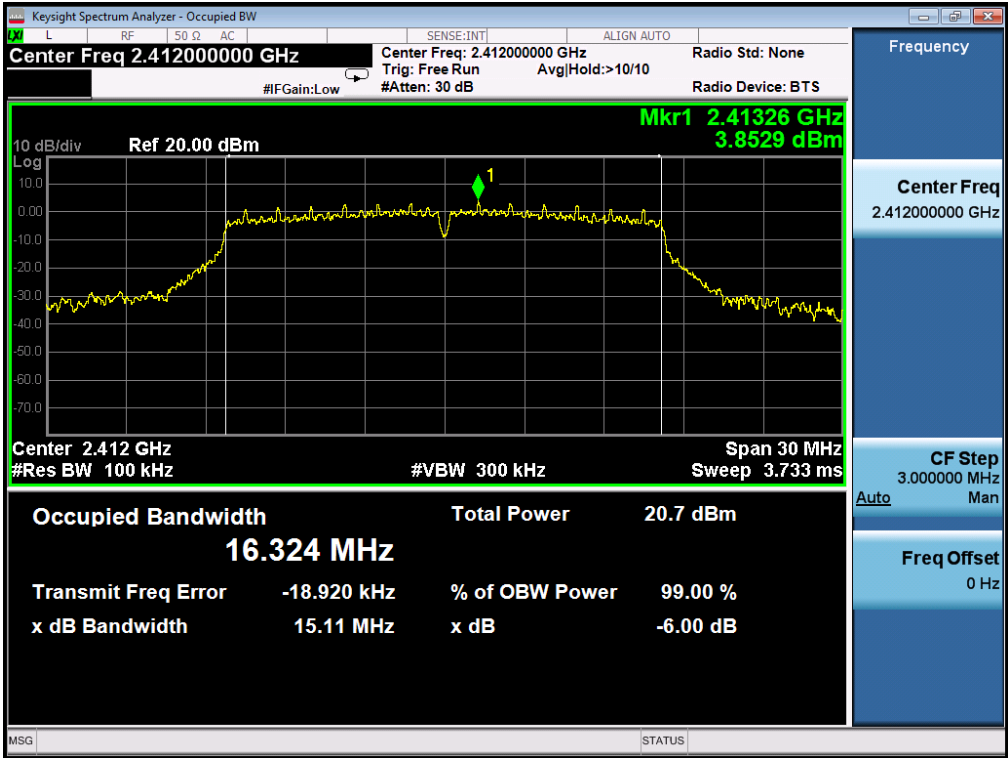 Keysight Spectrum Analyzer - Occupied BW
LXI L RF 50 Ω AC SENSE:INT ALIGN AUTO
Center Freq 2.412000000 GHz
Center Freq: 2.412000000 GHz Radio Std: None
Trig: Free Run Avg|Hold:>10/10
#IFGain:Low #Atten: 30 dB Radio Device: BTS
Frequency
Mkr1 2.41326 GHz
3.8529 dBm
10 dB/div Ref 20.00 dBm
Log
1
10.0
0.00
-10.0
-20.0
-30.0
-40.0
-50.0
-60.0
-70.0
Center 2.412 GHz Span 30 MHz
#Res BW 100 kHz #VBW 300 kHz Sweep 3.733 ms
Center Freq
2.412000000 GHz
CF Step
3.000000 MHz
Auto Man
Freq Offset
0 Hz
Occupied Bandwidth Total Power 20.7 dBm
16.324 MHz
Transmit Freq Error -18.920 kHz % of OBW Power 99.00 %
x dB Bandwidth 15.11 MHz x dB -6.00 dB
MSG STATUS